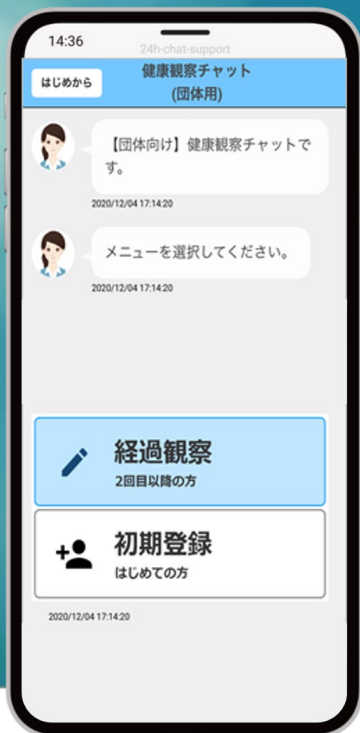 14:36
24h-chat-support
はじめから
健康観察チャット
(団体用)
【団体向け】健康観察チャットで
す。
2020/12/04 17:14:20
メニューを選択してください。
2020/12/04 17:14:20
経過観察
2回目以降の方
初期登録
はじめての方
2020/12/04 17:14:20